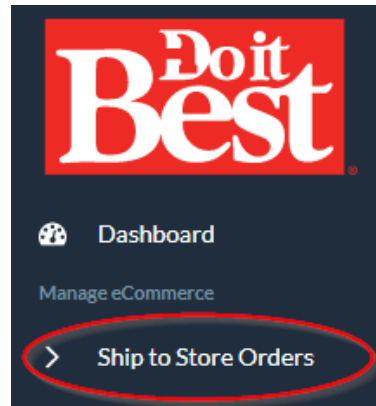 Do it
Best
®
Dashboard
Manage eCommerce
Ship to Store Orders